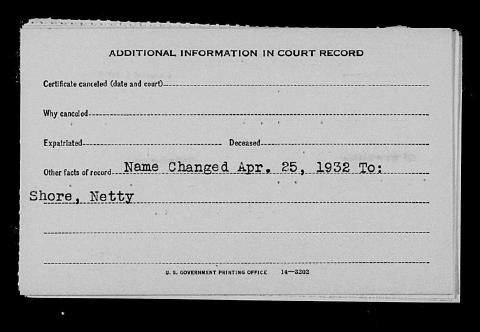 ADDITIONAL INFORMATION IN COURT RECORD
Certificate canceled (date and court)
Why canceled
Expatriated Deceased
Other facts of record Name Changed Apr. 25, 1932 To:
Shore, Netty
U. S. GOVERNMENT PRINTING OFFICE 14—3202